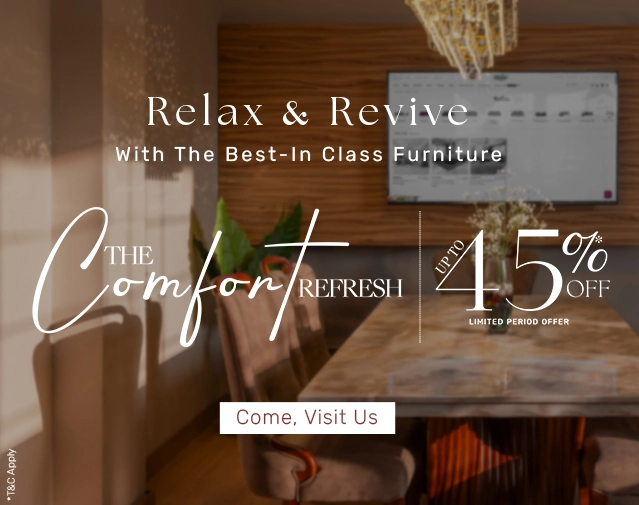 Relax & Revive
With The Best-In Class Furniture
THE
Comfort
REFRESH
UP TO
45%*
OFF
LIMITED PERIOD OFFER
Come, Visit Us
*T&C Apply